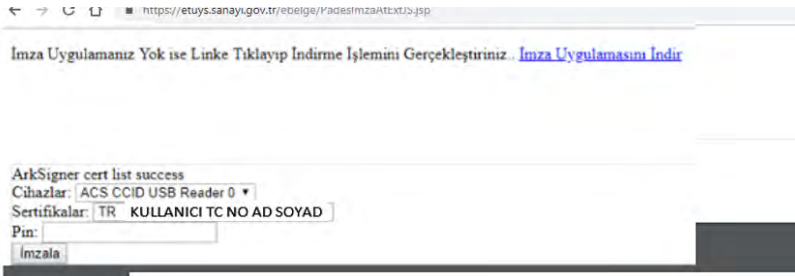 https://etuys.sanayi.gov.tr/ebelge/PadesImzaAtExtJS.jsp
İmza Uygulamanız Yok ise Linke Tıklayıp İndirme İşlemini Gerçekleştiriniz.. İmza Uygulamasını İndir
ArkSigner cert list success
Cihazlar: ACS CCID USB Reader 0
Sertifikalar: TR KULLANICI TC NO AD SOYAD
Pin:
İmzala